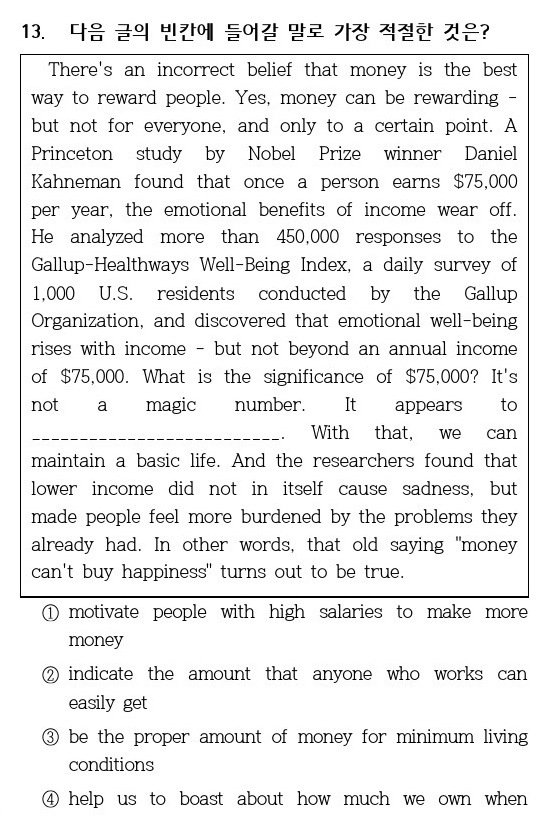 13. 다음 글의 빈칸에 들어갈 말로 가장 적절한 것은?
There's an incorrect belief that money is the best
way to reward people. Yes, money can be rewarding -
but not for everyone, and only to a certain point. A
Princeton study by Nobel Prize winner Daniel
Kahneman found that once a person earns $75,000
per year, the emotional benefits of income wear off.
He analyzed more than 450,000 responses to the
Gallup-Healthways Well-Being Index, a daily survey of
1,000 U.S. residents conducted by the Gallup
Organization, and discovered that emotional well-being
rises with income - but not beyond an annual income
of $75,000. What is the significance of $75,000? It's
not a magic number. It appears to
__________________________. With that, we can
maintain a basic life. And the researchers found that
lower income did not in itself cause sadness, but
made people feel more burdened by the problems they
already had. In other words, that old saying "money
can't buy happiness" turns out to be true.
① motivate people with high salaries to make more
money
② indicate the amount that anyone who works can
easily get
③ be the proper amount of money for minimum living
conditions
④ help us to boast about how much we own when